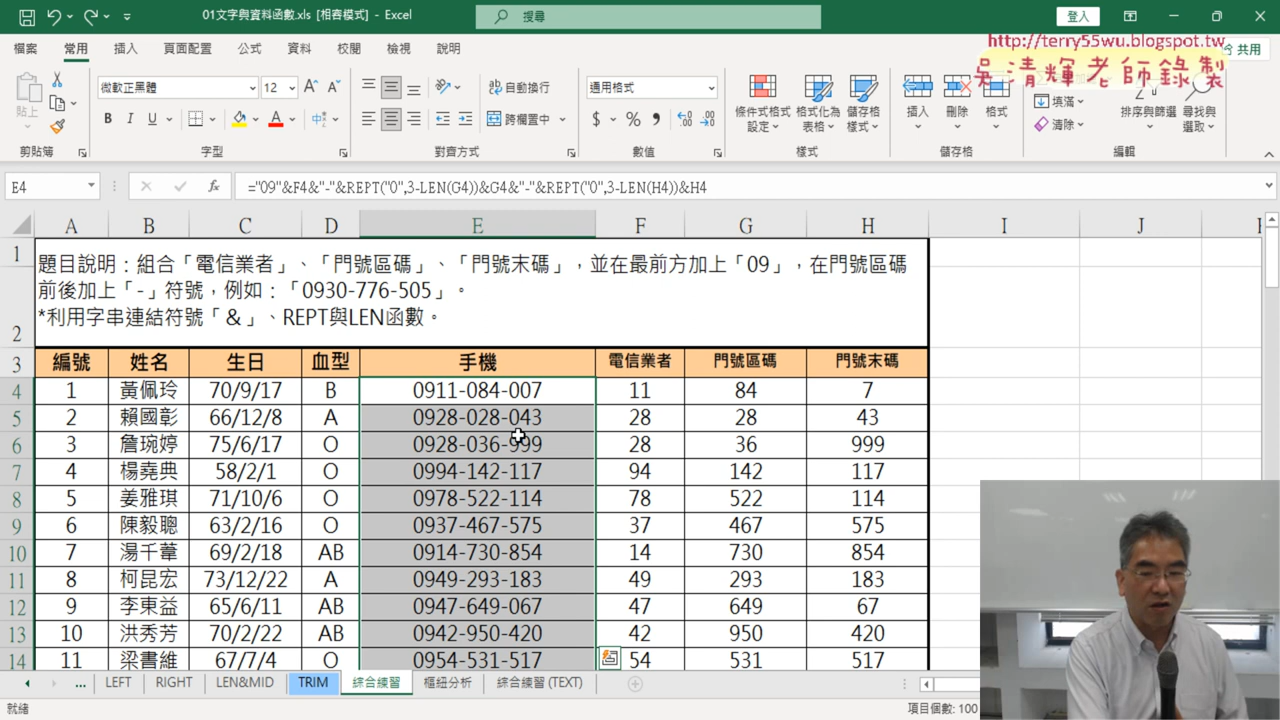 01文字與資料函數.xls [相容模式] - Excel
搜尋
登入
檔案 常用 插入 頁面配置 公式 資料 校閱 檢視 說明
共用
http://terry55wu.blogspot.tw
吳清輝老師錄製
貼上
微軟正黑體 12
B I U
自動換行
跨欄置中
通用格式
條件式格式設定 格式化為表格 儲存格樣式
插入 刪除 格式
填滿
清除
排序與篩選 尋找與選取
剪貼簿 字型 對齊方式 數值 樣式 儲存格 編輯
E4
="09"&F4&"-"&REPT("0",3-LEN(G4))&G4&"-"&REPT("0",3-LEN(H4))&H4
A B C D E F G H I J
1 題目說明：組合「電信業者」、「門號區碼」、「門號末碼」，並在最前方加上「09」，在門號區碼
前後加上「-」符號，例如：「0930-776-505」。
2 *利用字串連結符號「&」、REPT與LEN函數。
3 編號 姓名 生日 血型 手機 電信業者 門號區碼 門號末碼
4 1 黃佩玲 70/9/17 B 0911-084-007 11 84 7
5 2 賴國彰 66/12/8 A 0928-028-043 28 28 43
6 3 詹琬婷 75/6/17 O 0928-036-999 28 36 999
7 4 楊堯典 58/2/1 O 0994-142-117 94 142 117
8 5 姜雅琪 71/10/6 O 0978-522-114 78 522 114
9 6 陳毅聰 63/2/16 O 0937-467-575 37 467 575
10 7 湯千葦 69/2/18 AB 0914-730-854 14 730 854
11 8 柯昆宏 73/12/22 A 0949-293-183 49 293 183
12 9 李東益 65/6/11 AB 0947-649-067 47 649 67
13 10 洪秀芳 70/2/22 AB 0942-950-420 42 950 420
14 11 梁書維 67/7/4 O 0954-531-517 54 531 517
... LEFT RIGHT LEN&MID TRIM 綜合練習 樞紐分析 綜合練習 (TEXT)
就緒
項目個數: 100